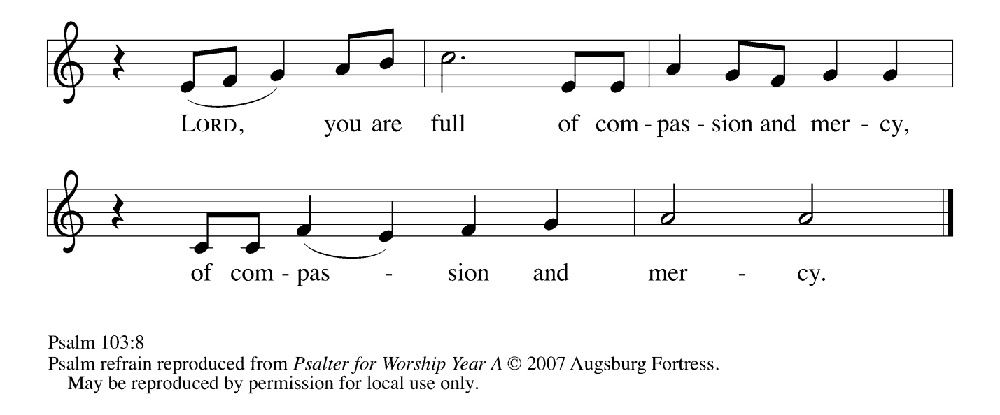 LORD, you are full of com - pas - sion and mer - cy,
of com - pas - sion and mer - cy.
Psalm 103:8
Psalm refrain reproduced from Psalter for Worship Year A © 2007 Augsburg Fortress.
May be reproduced by permission for local use only.